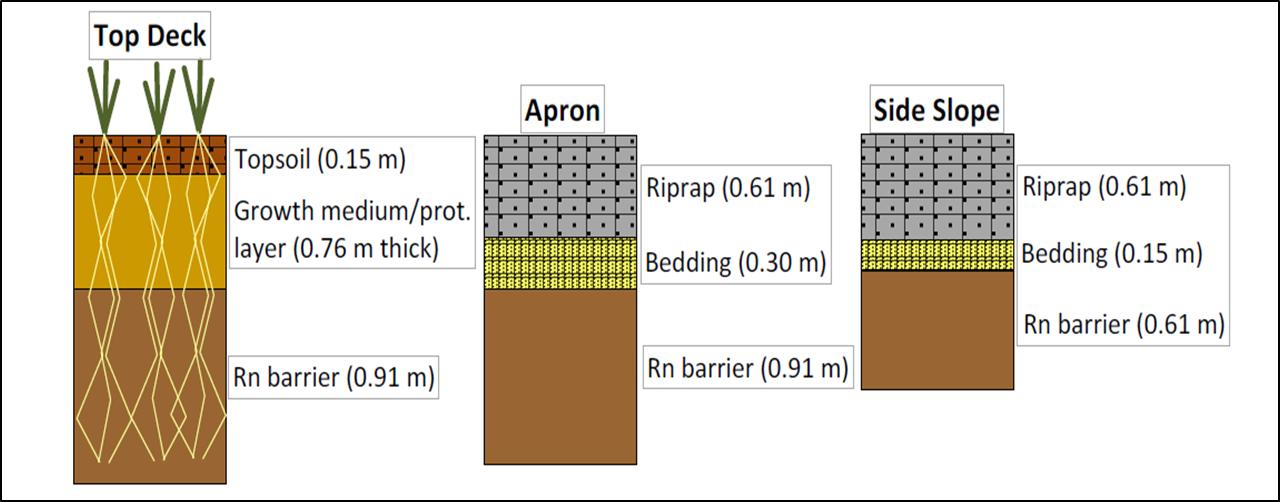 Top Deck
Topsoil (0.15 m)
Growth medium/prot.
layer (0.76 m thick)
Rn barrier (0.91 m)
Apron
Riprap (0.61 m)
Bedding (0.30 m)
Rn barrier (0.91 m)
Side Slope
Riprap (0.61 m)
Bedding (0.15 m)
Rn barrier (0.61 m)